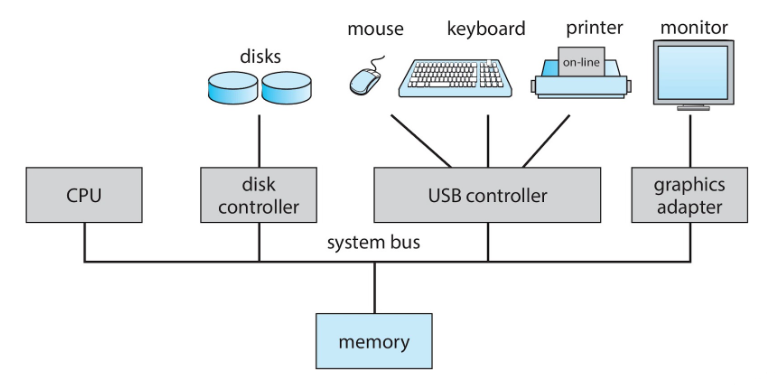 mouse
keyboard
printer
monitor
disks
on-line
CPU
disk
controller
USB controller
graphics
adapter
system bus
memory